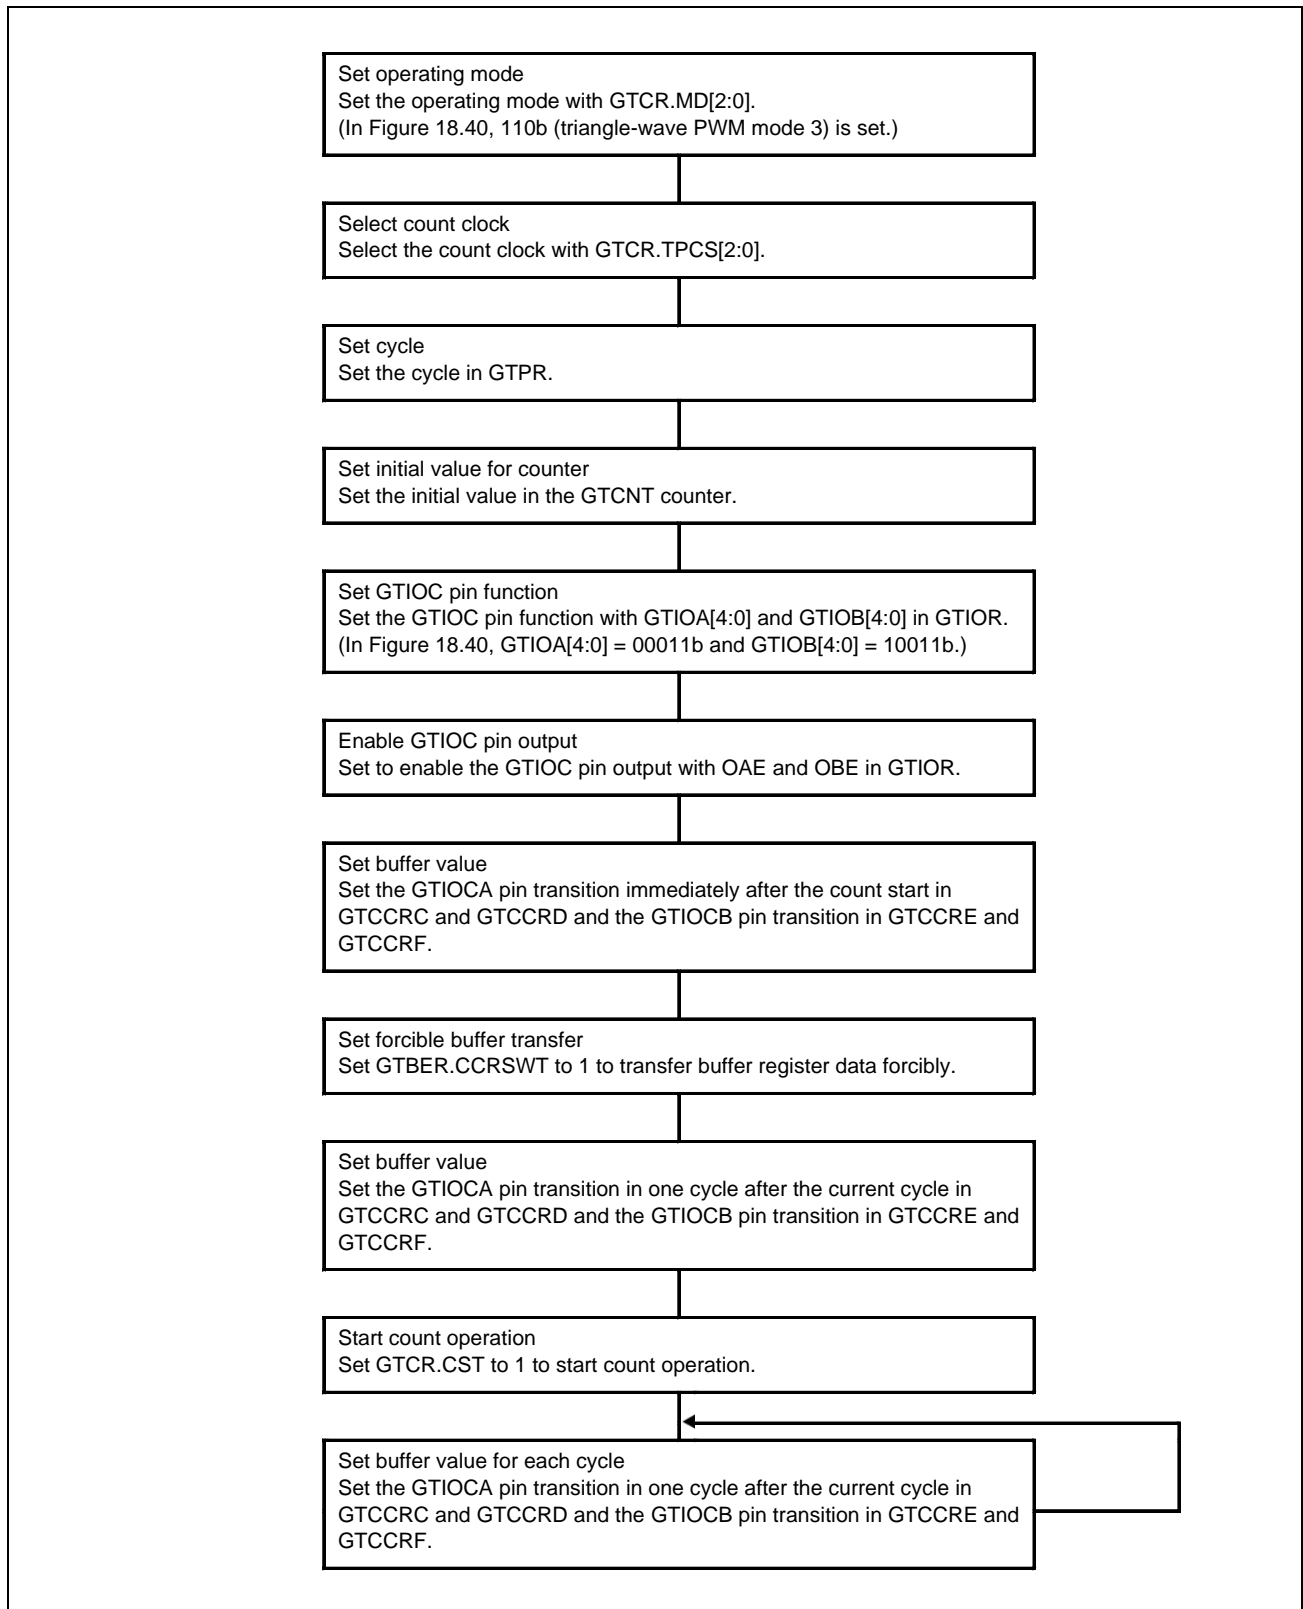 Set operating mode
Set the operating mode with GTCR.MD[2:0].
(In Figure 18.40, 110b (triangle-wave PWM mode 3) is set.)
Select count clock
Select the count clock with GTCR.TPCS[2:0].
Set cycle
Set the cycle in GTPR.
Set initial value for counter
Set the initial value in the GTCNT counter.
Set GTIOC pin function
Set the GTIOC pin function with GTIOA[4:0] and GTIOB[4:0] in GTIOR.
(In Figure 18.40, GTIOA[4:0] = 00011b and GTIOB[4:0] = 10011b.)
Enable GTIOC pin output
Set to enable the GTIOC pin output with OAE and OBE in GTIOR.
Set buffer value
Set the GTIOCA pin transition immediately after the count start in
GTCCRC and GTCCRD and the GTIOCB pin transition in GTCCRE and
GTCCRF.
Set forcible buffer transfer
Set GTBER.CCRSWT to 1 to transfer buffer register data forcibly.
Set buffer value
Set the GTIOCA pin transition in one cycle after the current cycle in
GTCCRC and GTCCRD and the GTIOCB pin transition in GTCCRE and
GTCCRF.
Start count operation
Set GTCR.CST to 1 to start count operation.
Set buffer value for each cycle
Set the GTIOCA pin transition in one cycle after the current cycle in
GTCCRC and GTCCRD and the GTIOCB pin transition in GTCCRE and
GTCCRF.